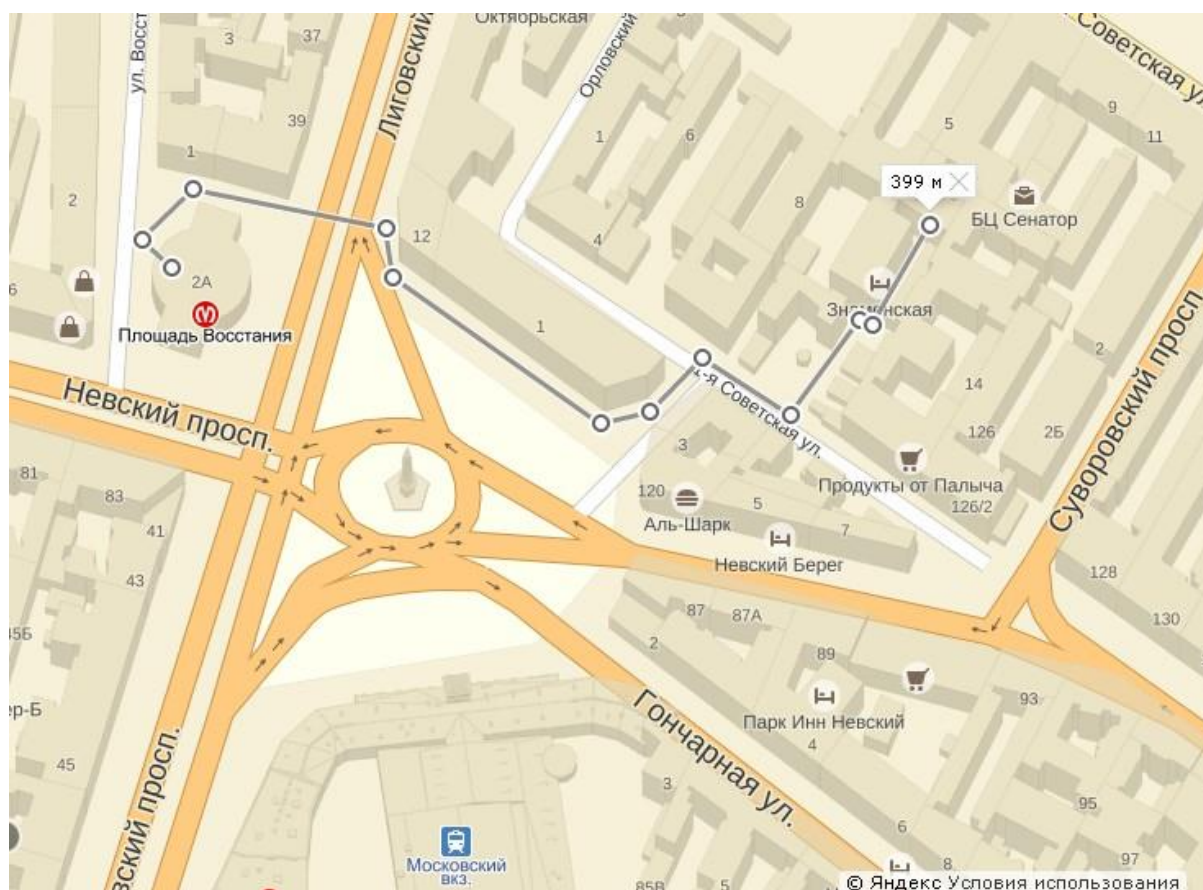 Октябрьская
37
3
39
1
2
ул. Восст
Лиговский
Орловский
1
6
8
4
5
9
11
Советская ул.
399 м
БЦ Сенатор
12
1
2А
6
Площадь Восстания
Знаменская
2
14
126
2Б
Суворовский просп
1-я Советская ул.
Невский просп.
3
120
Аль-Шарк
5
7
Невский Берег
Продукты от Палыча
126/2
81
83
41
43
45Б
ер-Б
45
128
130
87
87А
2
89
93
Парк Инн Невский
4
Гончарная ул.
3
6
8
95
97
85В
вский просп.
Московский
вкз.
© Яндекс Условия использования